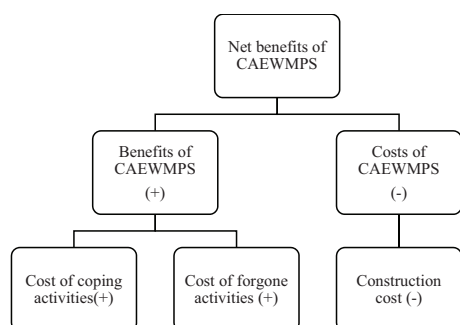 Net benefits of
CAEWMPS
Benefits of
CAEWMPS
(+)
Costs of
CAEWMPS
(-)
Cost of coping
activities(+)
Cost of forgone
activities (+)
Construction
cost (-)